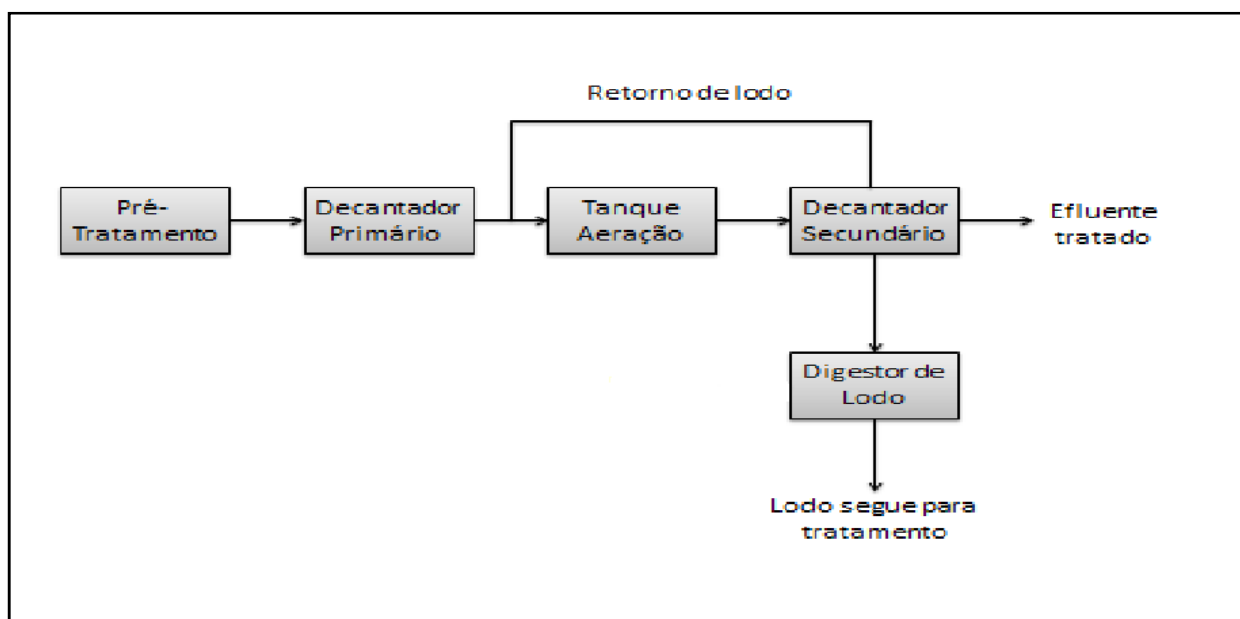 Retorno de lodo
Pré-
Tratamento
Decantador
Primário
Tanque
Aeração
Decantador
Secundário
Efluente
tratado
Digestor de
Lodo
Lodo segue para
tratamento